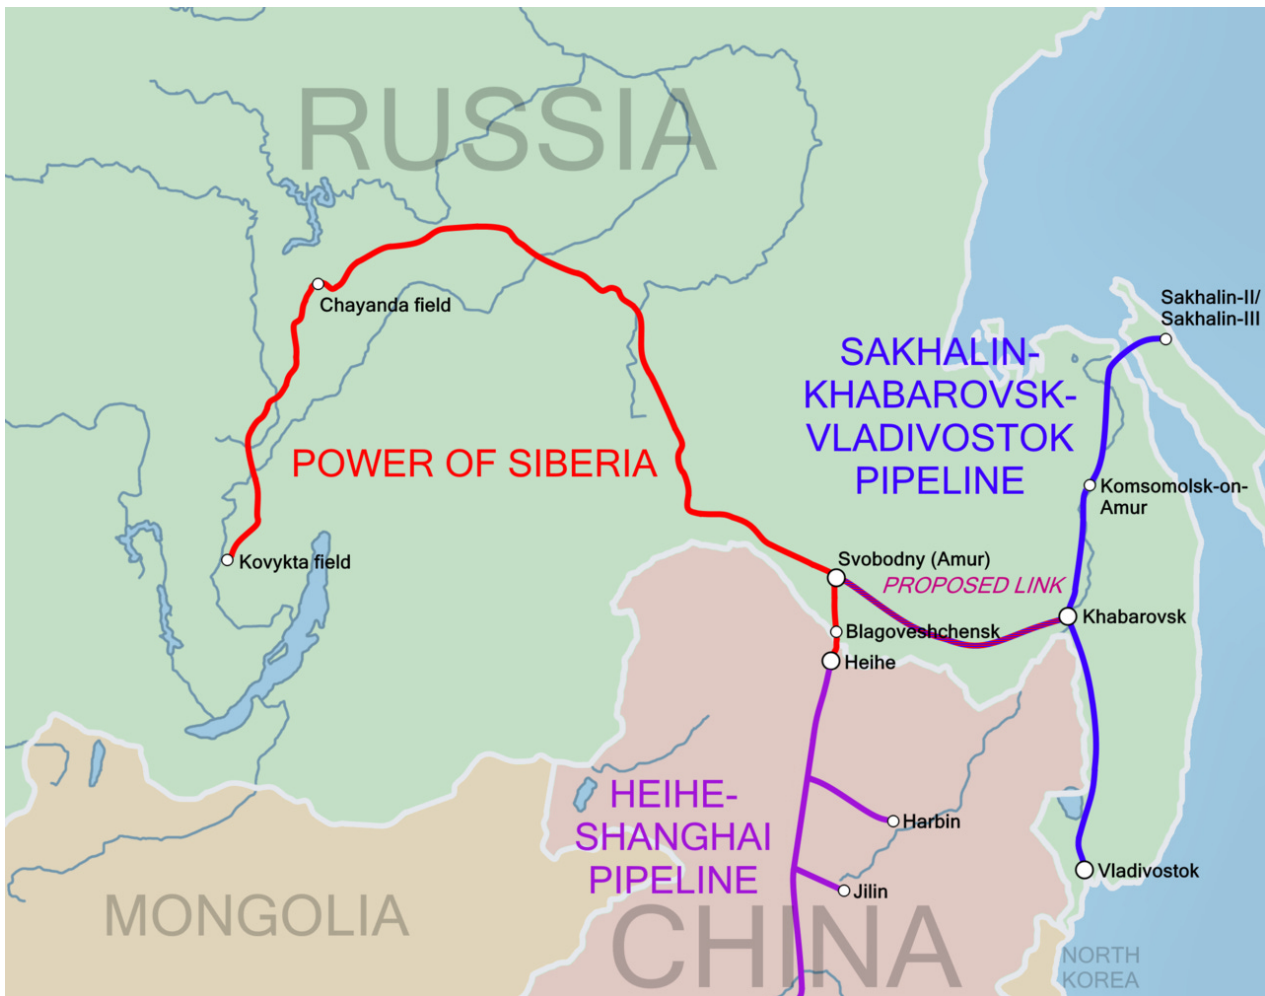 RUSSIA
Chayanda field
Sakhalin-II/
Sakhalin-III
SAKHALIN-
KHABAROVSK-
VLADIVOSTOK
PIPELINE
POWER OF SIBERIA
Komsomolsk-on-
Amur
Kovykta field
Svobodny (Amur)
PROPOSED LINK
Khabarovsk
Blagoveshchensk
Heihe
HEIHE-
SHANGHAI
PIPELINE
Harbin
Vladivostok
Jilin
MONGOLIA
CHINA
NORTH
KOREA